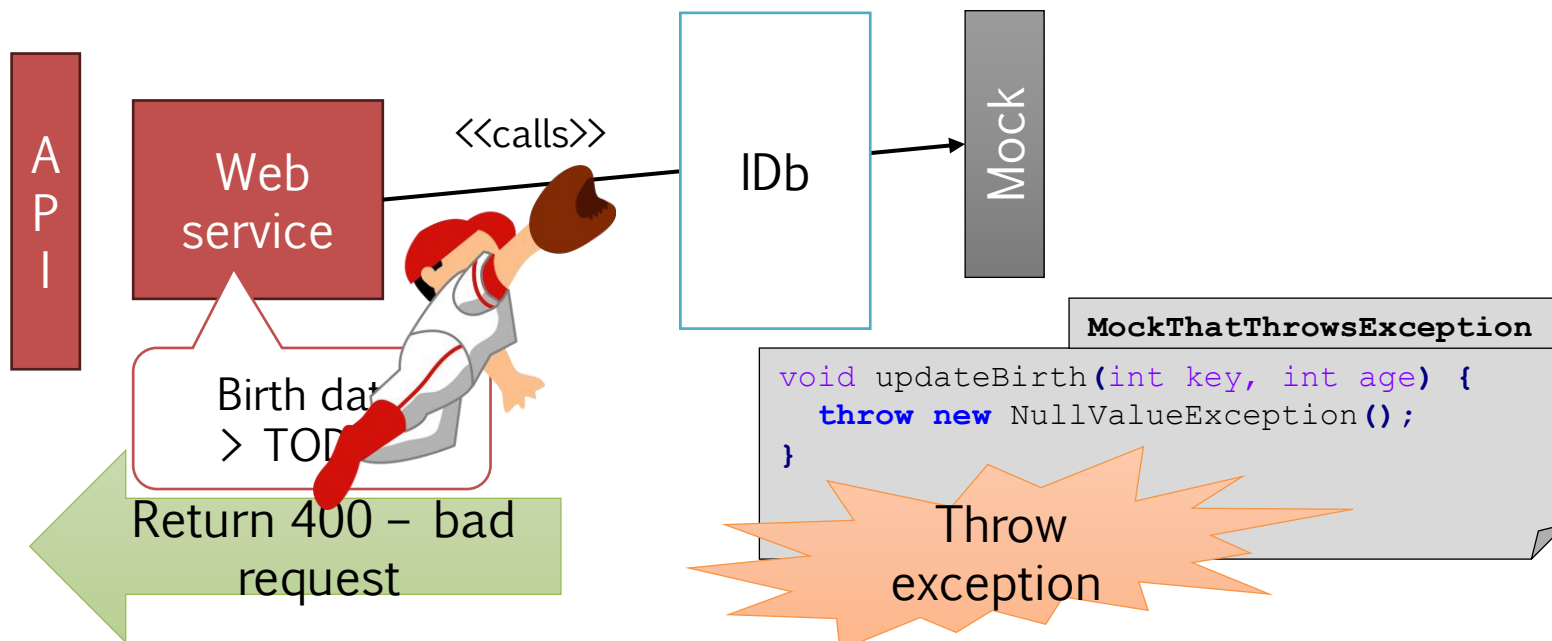 A
P
I
Web
service
<<calls>>
IDb
Mock
Birth
>
Return 400 – bad
request
MockThatThrowsException
void updateBirth(int key, int age) {
throw new NullValueException();
}
Throw
exception